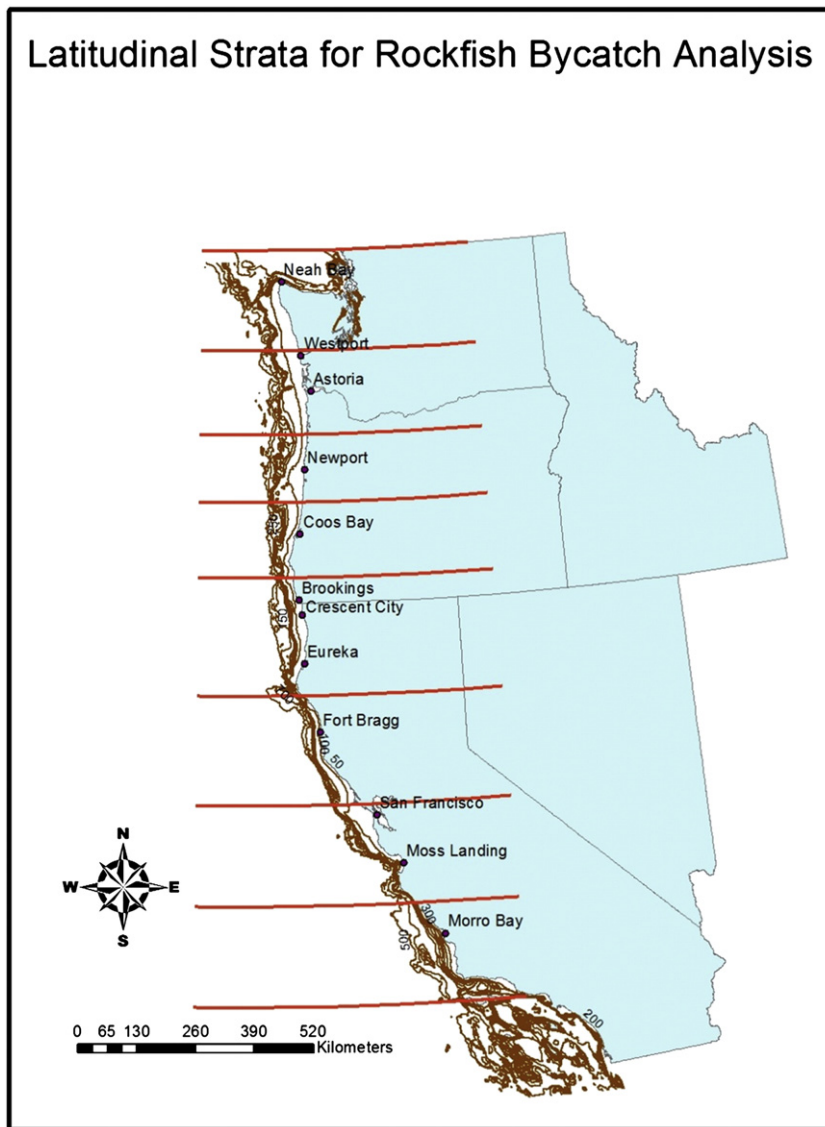 Latitudinal Strata for Rockfish Bycatch Analysis
Neah Bay
Westport
Astoria
Newport
Coos Bay
Brookings
Crescent City
150
Eureka
Fort Bragg
100
50
San Francisco
Moss Landing
300
Morro Bay
500
200
N
W E
S
0 65 130 260 390 520
Kilometers